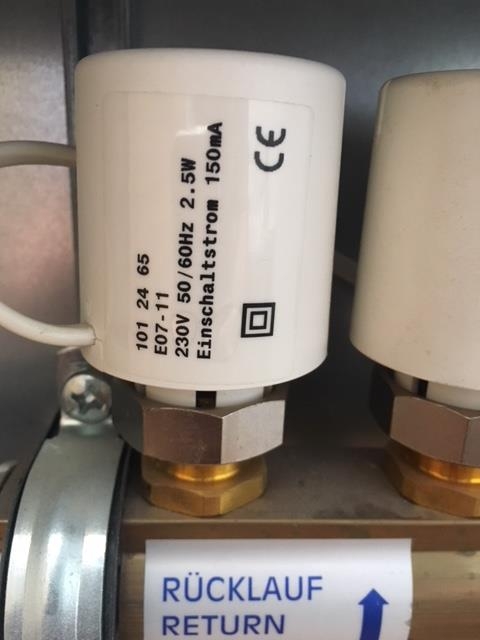 101 24 65
E07-11
230V 50/60Hz 2.5W
Einschaltstrom 150mA
CE
RÜCKLAUF
RETURN